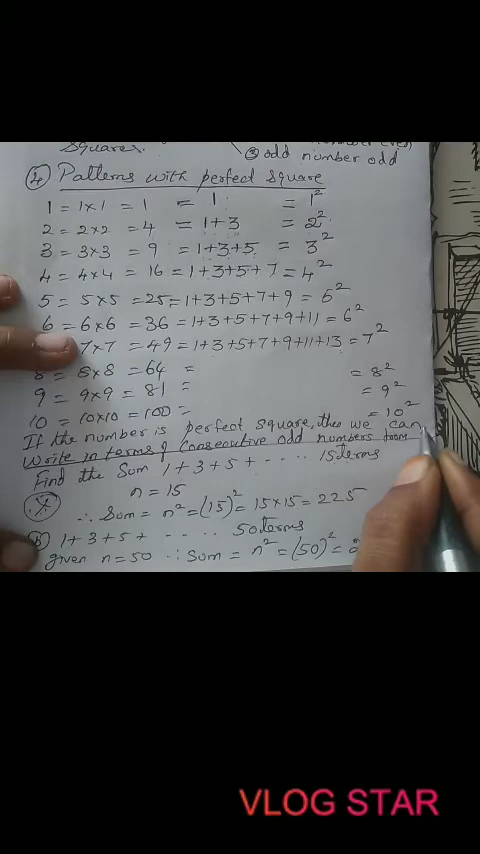 Squares.
③ odd number odd
④ Patterns with perfect Square
1 = 1×1 = 1 = 1 = 1²
2 = 2×2 = 4 = 1+3 = 2²
3 = 3×3 = 9 = 1+3+5 = 3²
4 = 4×4 = 16 = 1+3+5+7 = 4²
5 = 5×5 = 25 = 1+3+5+7+9 = 5²
6 = 6×6 = 36 = 1+3+5+7+9+11 = 6²
7×7 = 49 = 1+3+5+7+9+11+13 = 7²
8 = 8×8 = 64 = = 8²
9 = 9×9 = 81 = = 9²
10 = 10×10 = 100 = = 10²
If the number is perfect square, then we can
write in terms of consecutive odd numbers from
Find the Sum 1+3+5+ ..... 15 terms
n = 15
∴ Sum = n² = (15)² = 15×15 = 225
(b) 1+3+5+ ..... 50 terms
given n = 50 ∴ Sum = n² = (50)² =
VLOG STAR